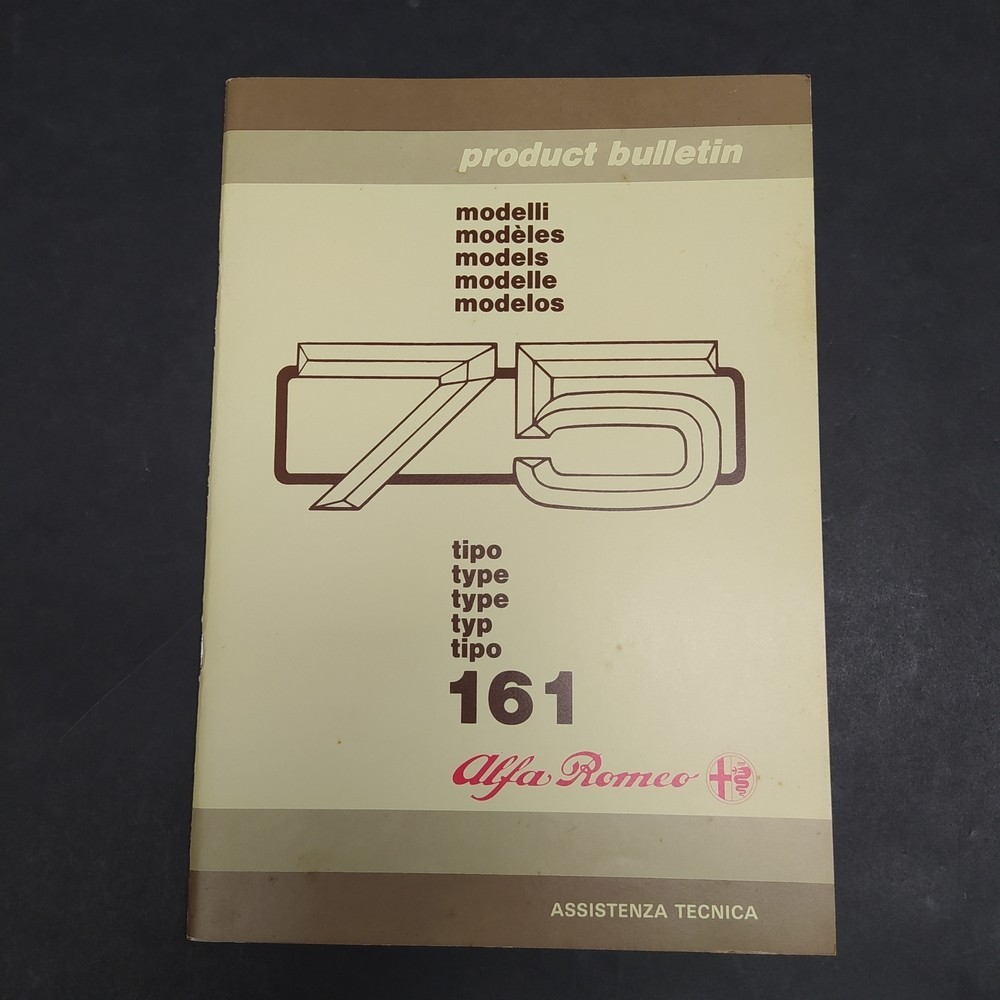 product bulletin
modelli
modèles
models
modelle
modelos
75
tipo
type
type
typ
tipo
161
Alfa Romeo
ASSISTENZA TECNICA